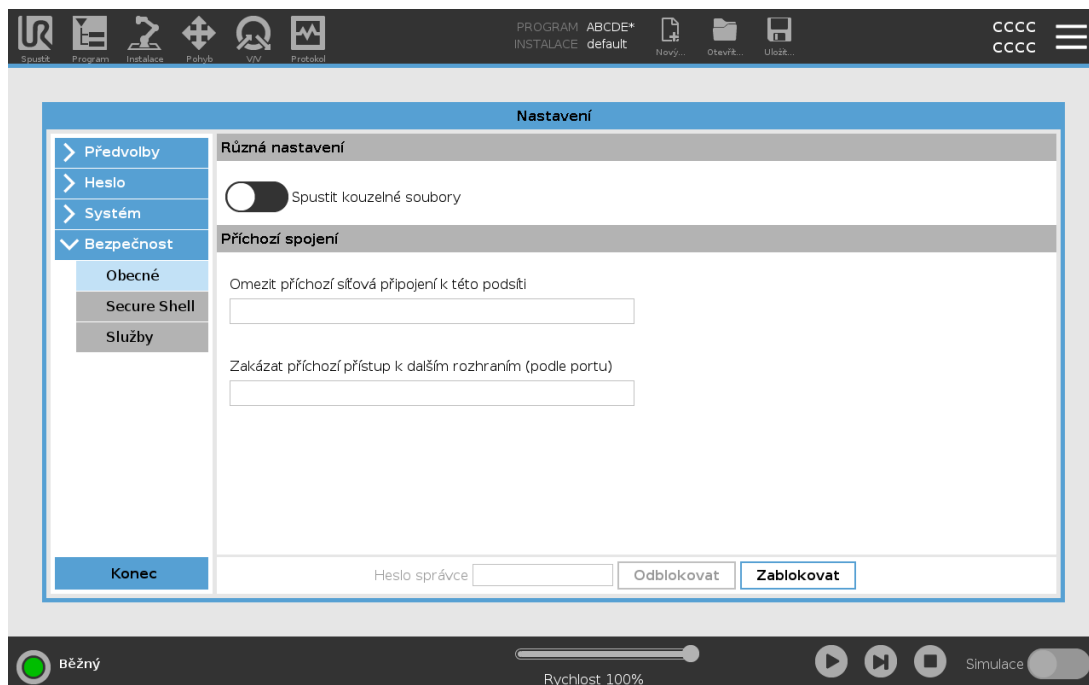 UR
PROGRAM ABCDE*
INSTALACE default
CCCC
CCCC
Spustit Program Instalace Pohyb V/V Protokol Nový... Otevřít... Uložit...
Nastavení
Předvolby
Heslo
Systém
Bezpečnost
Obecné
Secure Shell
Služby
Konec
Různá nastavení
Spustit kouzelné soubory
Příchozí spojení
Omezit příchozí síťová připojení k této podsíti
Zakázat příchozí přístup k dalším rozhraním (podle portu)
Heslo správce Odblokovat Zablokovat
Běžný
Rychlost 100%
Simulace